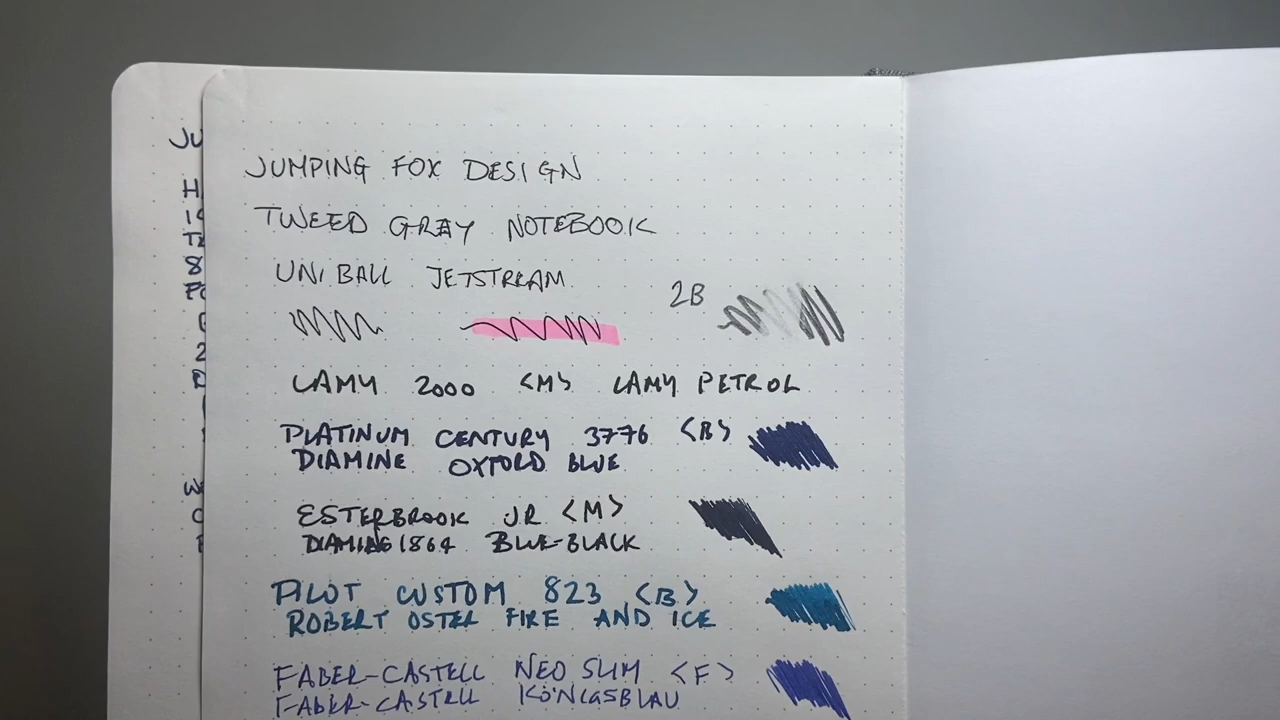 JUMPING FOX DESIGN
TWEED GRAY NOTEBOOK
UNI BALL JETSTREAM
2B
LAMY 2000 <M> LAMY PETROL
PLATINUM CENTURY 3776 <B>
DIAMINE OXFORD BLUE
ESTERBROOK JR <M>
DIAMINE 1864 BLUE-BLACK
PILOT CUSTOM 823 <B>
ROBERT OSTER FIRE AND ICE
FABER-CASTELL NEO SLIM <F>
FABER-CASTELL KÖNIGSBLAU